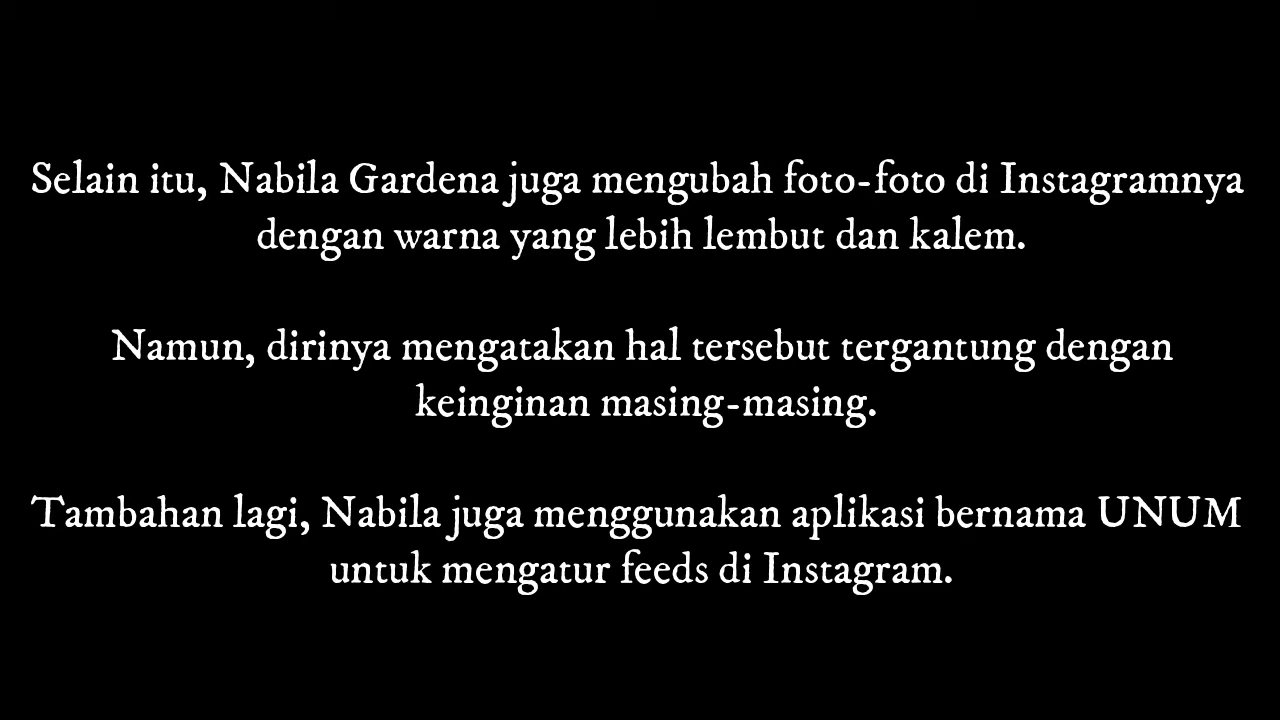 Selain itu, Nabila Gardena juga mengubah foto-foto di Instagramnya
dengan warna yang lebih lembut dan kalem.
Namun, dirinya mengatakan hal tersebut tergantung dengan
keinginan masing-masing.
Tambahan lagi, Nabila juga menggunakan aplikasi bernama UNUM
untuk mengatur feeds di Instagram.